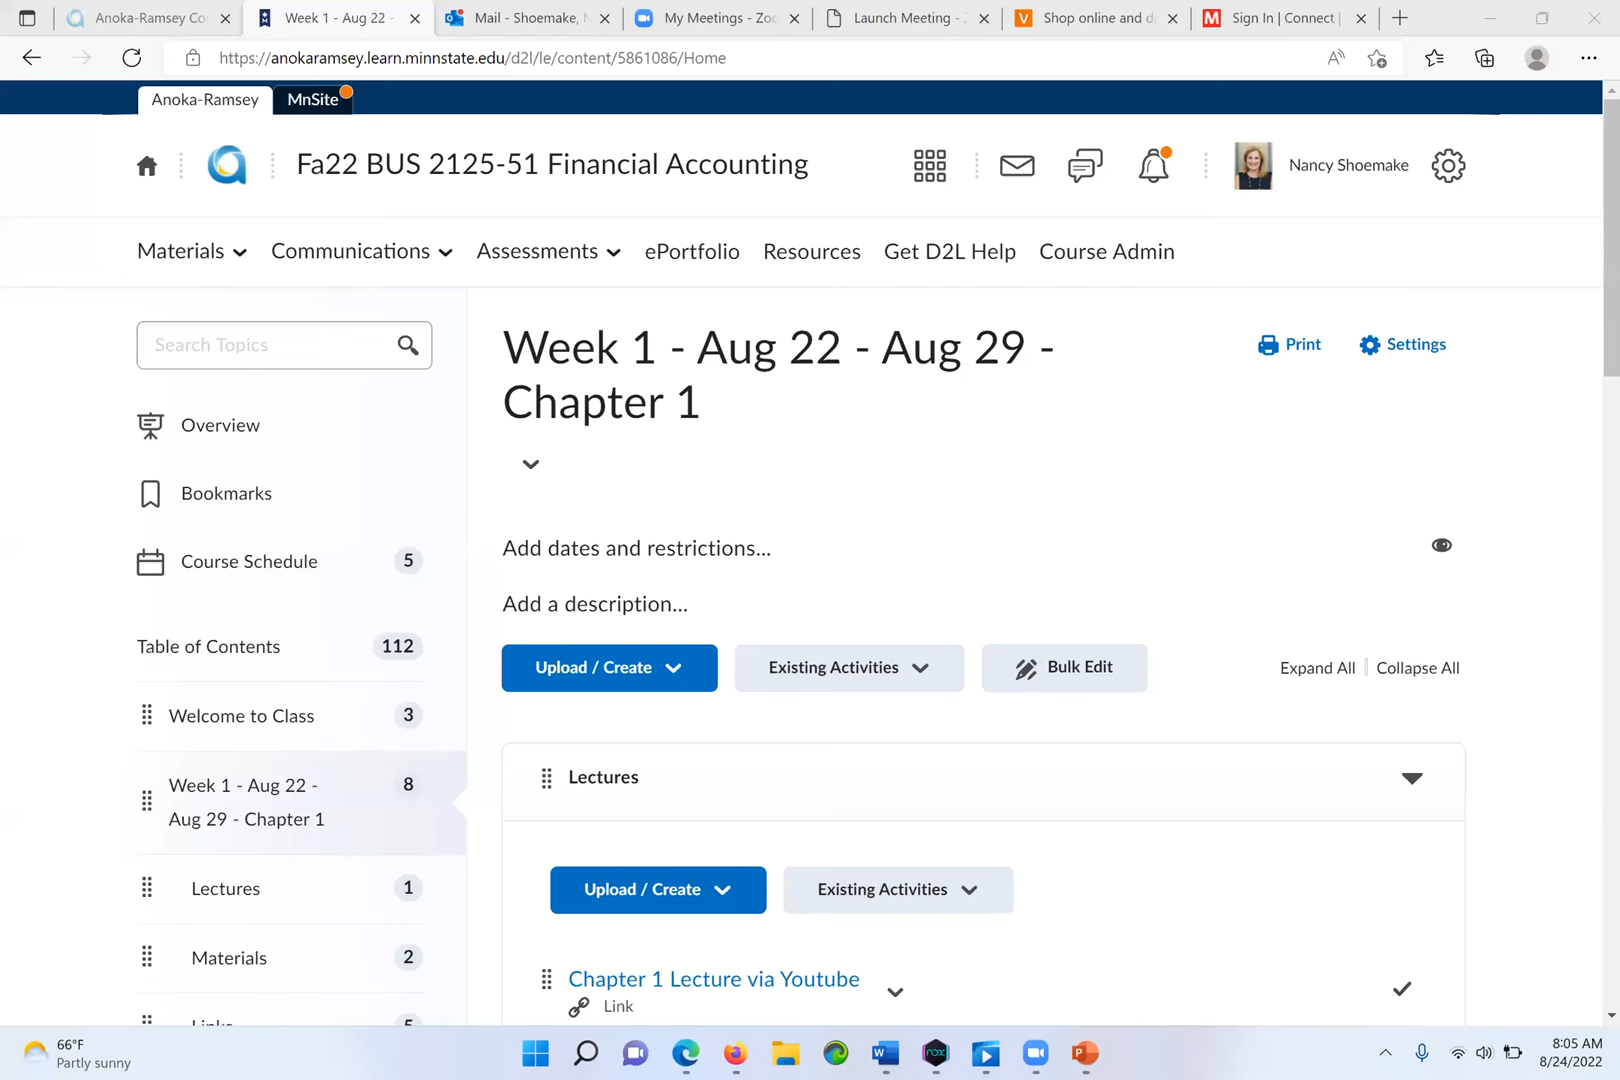 Anoka-Ramsey Co
Week 1 - Aug 22 -
Mail - Shoemake, N
My Meetings - Zoo
Launch Meeting - Z
Shop online and d
Sign In | Connect |
https://anokaramsey.learn.minnstate.edu/d2l/le/content/5861086/Home
Anoka-Ramsey
MnSite
Fa22 BUS 2125-51 Financial Accounting
Nancy Shoemake
Materials
Communications
Assessments
ePortfolio
Resources
Get D2L Help
Course Admin
Search Topics
Overview
Bookmarks
Course Schedule 5
Table of Contents 112
Welcome to Class 3
Week 1 - Aug 22 - 8
Aug 29 - Chapter 1
Lectures 1
Materials 2
Links 5
Week 1 - Aug 22 - Aug 29 -
Chapter 1
Print
Settings
Add dates and restrictions...
Add a description...
Upload / Create
Existing Activities
Bulk Edit
Expand All | Collapse All
Lectures
Upload / Create
Existing Activities
Chapter 1 Lecture via Youtube
Link
66°F
Partly sunny
8:05 AM
8/24/2022